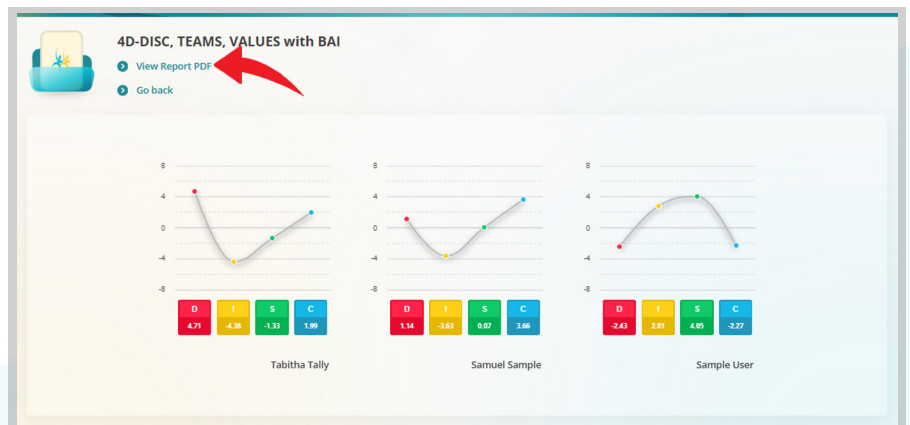 4D-DISC, TEAMS, VALUES with BAI
View Report PDF
Go back
8
4
0
-4
-8
D I S C
4.71 -4.38 -1.33 1.99
Tabitha Tally
8
4
0
-4
-8
D I S C
1.14 -3.63 0.07 3.66
Samuel Sample
8
4
0
-4
-8
D I S C
-2.43 2.81 4.05 -2.27
Sample User